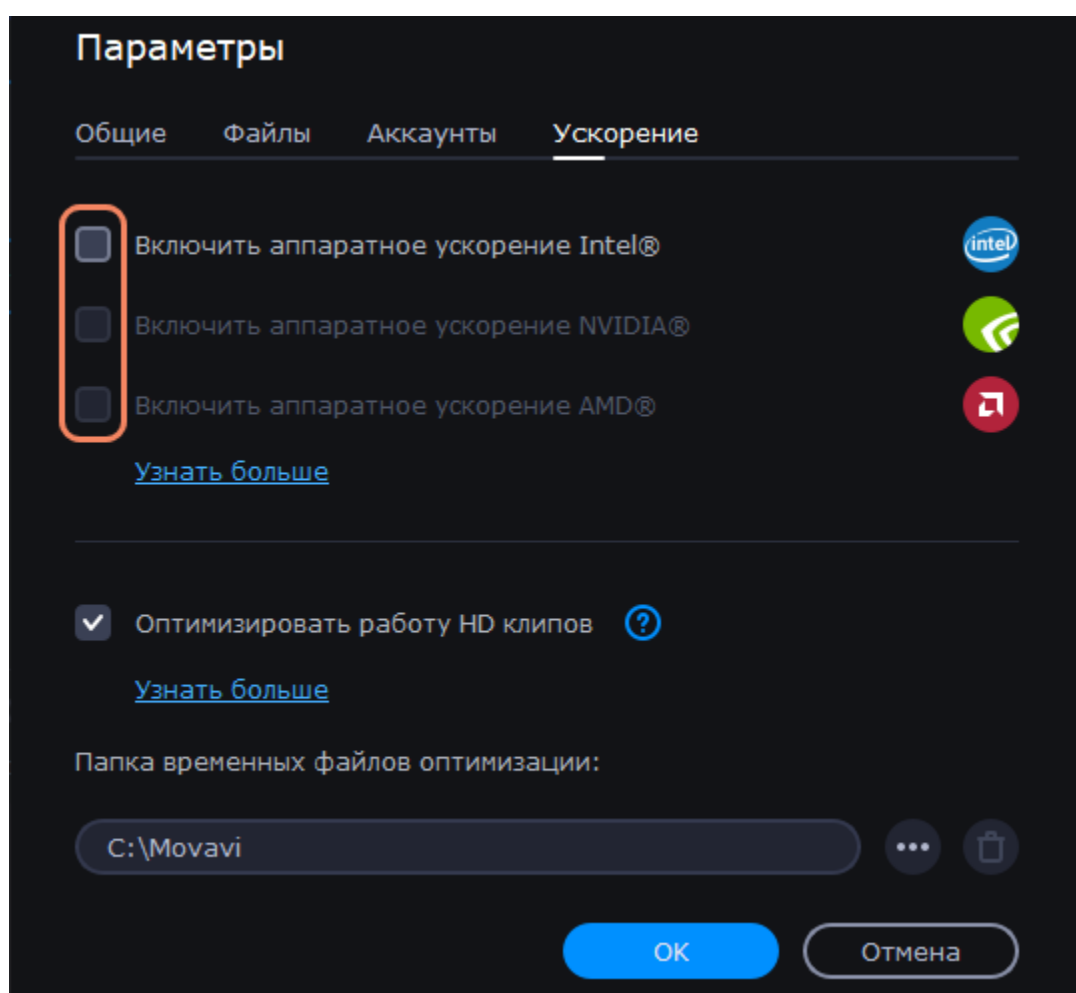 Параметры
Общие Файлы Аккаунты Ускорение
Включить аппаратное ускорение Intel®
intel
Включить аппаратное ускорение NVIDIA®
Включить аппаратное ускорение AMD®
Узнать больше
Оптимизировать работу HD клипов ?
Узнать больше
Папка временных файлов оптимизации:
C:\Movavi
OK Отмена